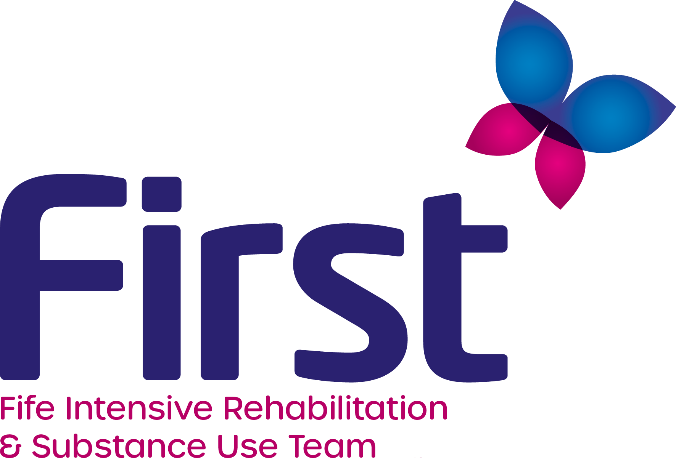 First
Fife Intensive Rehabilitation
& Substance Use Team